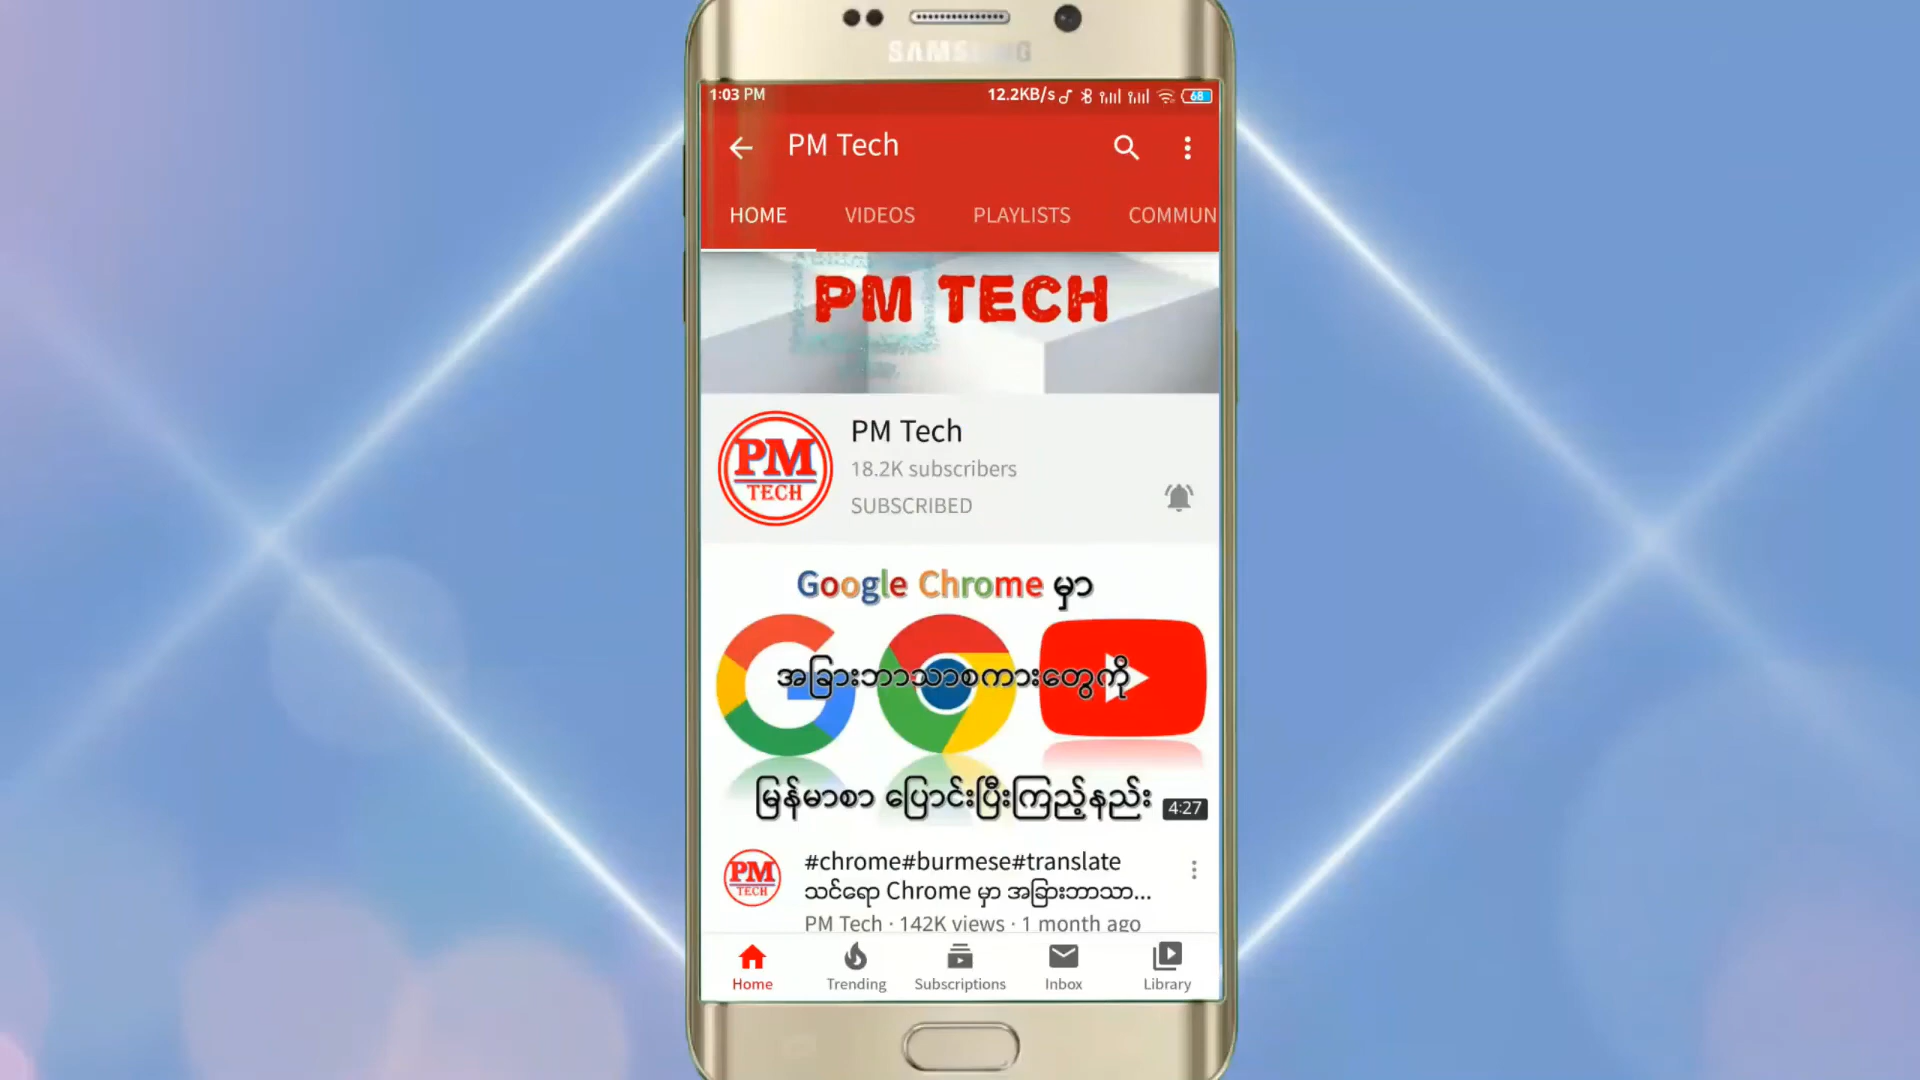 SAMSUNG
1:03 PM
12.2KB/s
68
PM Tech
HOME
VIDEOS
PLAYLISTS
COMMUN
PM TECH
PM
TECH
PM Tech
18.2K subscribers
SUBSCRIBED
Google Chrome မှာ
အခြားဘာသာစကားတွေကို
မြန်မာစာ ပြောင်းပြီးကြည့်နည်း
4:27
PM
TECH
#chrome#burmese#translate
သင်ရော Chrome မှာ အခြားဘာသာ...
PM Tech · 142K views · 1 month ago
Home
Trending
Subscriptions
Inbox
Library